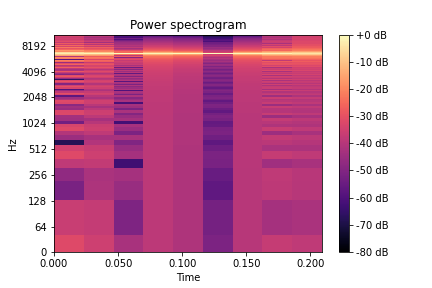 Power spectrogram
Hz
8192
4096
2048
1024
512
256
128
64
0
0.000
0.050
0.100
0.150
0.200
Time
+0 dB
-10 dB
-20 dB
-30 dB
-40 dB
-50 dB
-60 dB
-70 dB
-80 dB